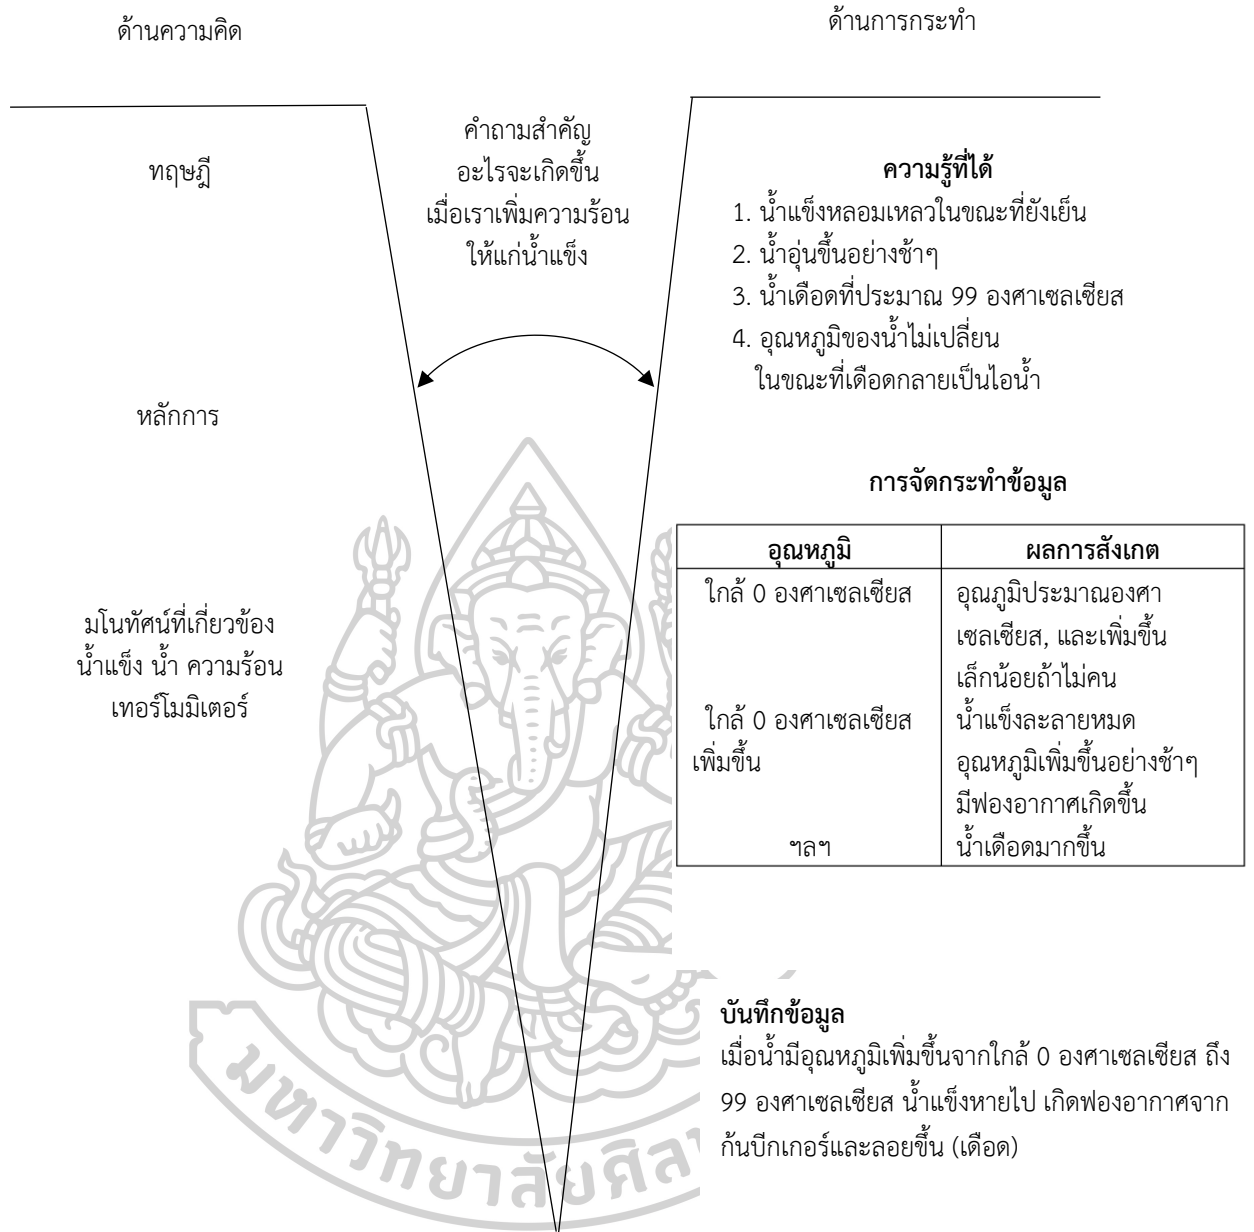 ด้านความคิด
ด้านการกระทำ
ทฤษฎี
คำถามสำคัญ
อะไรจะเกิดขึ้น
เมื่อเราเพิ่มความร้อน
ให้แก่น้ำแข็ง
ความรู้ที่ได้
1. น้ำแข็งหลอมเหลวในขณะที่ยังเย็น
2. น้ำอุ่นขึ้นอย่างช้าๆ
3. น้ำเดือดที่ประมาณ 99 องศาเซลเซียส
4. อุณหภูมิของน้ำไม่เปลี่ยน
ในขณะที่เดือดกลายเป็นไอน้ำ
หลักการ
การจัดกระทำข้อมูล
อุณหภูมิ ผลการสังเกต
ใกล้ 0 องศาเซลเซียส อุณภูมิประมาณองศา
เซลเซียส, และเพิ่มขึ้น
เล็กน้อยถ้าไม่คน
ใกล้ 0 องศาเซลเซียส น้ำแข็งละลายหมด
เพิ่มขึ้น อุณหภูมิเพิ่มขึ้นอย่างช้าๆ
มีฟองอากาศเกิดขึ้น
ฯลฯ น้ำเดือดมากขึ้น
มโนทัศน์ที่เกี่ยวข้อง
น้ำแข็ง น้ำ ความร้อน
เทอร์โมมิเตอร์
บันทึกข้อมูล
เมื่อน้ำมีอุณหภูมิเพิ่มขึ้นจากใกล้ 0 องศาเซลเซียส ถึง
99 องศาเซลเซียส น้ำแข็งหายไป เกิดฟองอากาศจาก
ก้นบีกเกอร์และลอยขึ้น (เดือด)
มหาวิทยาลัยศิลา